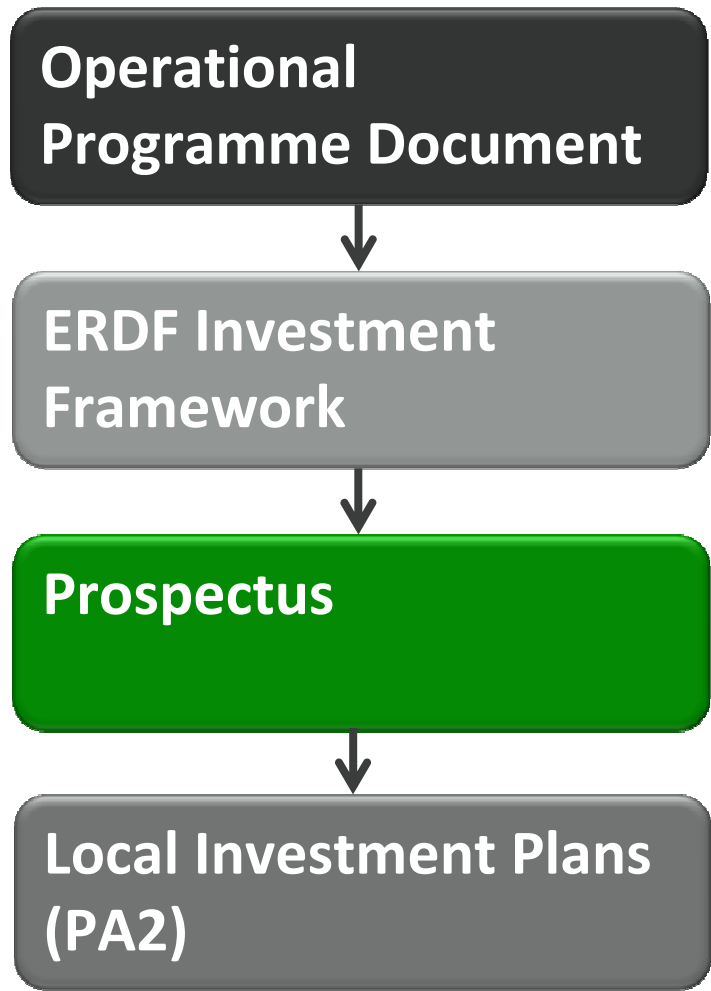 Operational
Programme Document
ERDF Investment
Framework
Prospectus
Local Investment Plans
(PA2)